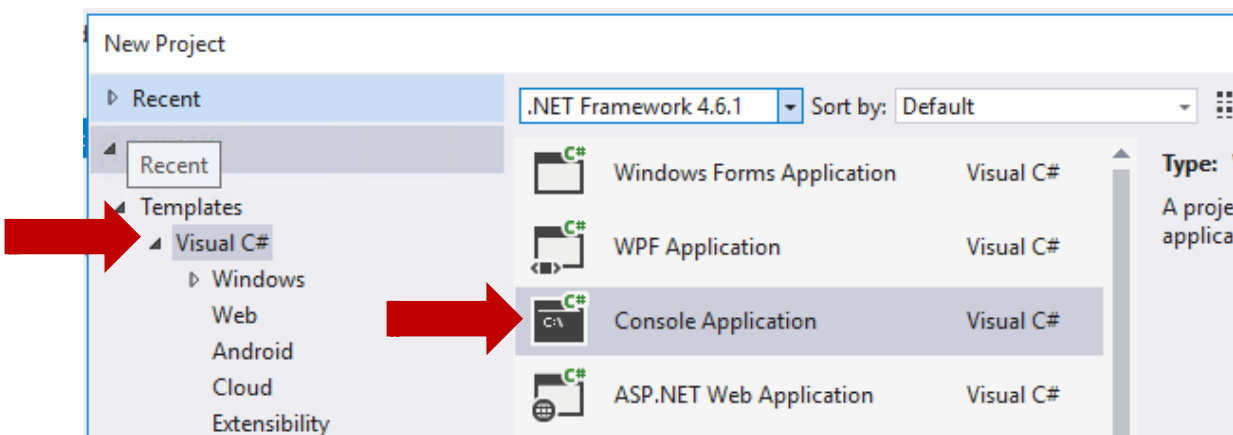 New Project
Recent
Recent
Templates
Visual C#
Windows
Web
Android
Cloud
Extensibility
.NET Framework 4.6.1 Sort by: Default
C# Windows Forms Application Visual C#
C# WPF Application Visual C#
C# C:\ Console Application Visual C#
C# ASP.NET Web Application Visual C#
Type:
A proje
applica